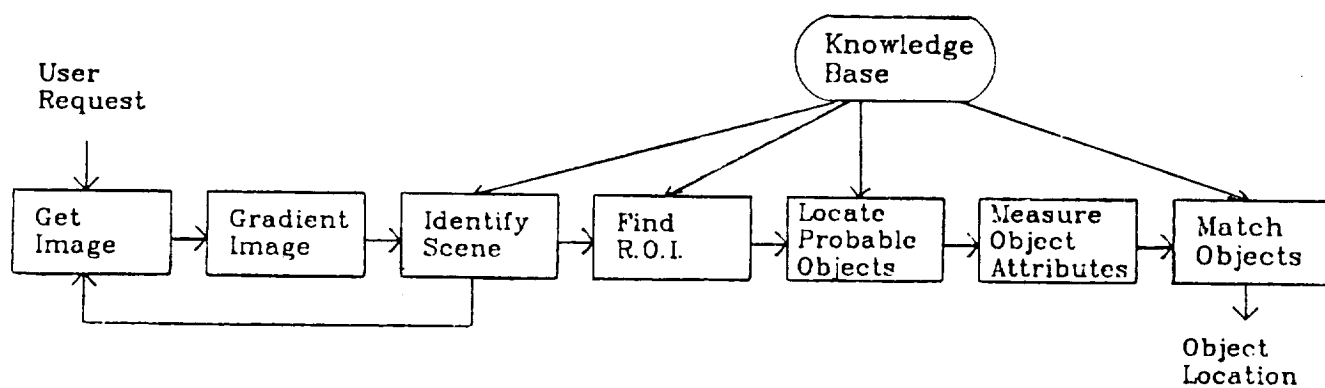 Knowledge
Base
User
Request
Get
Image
Gradient
Image
Identify
Scene
Find
R.O.I.
Locate
Probable
Objects
Measure
Object
Attributes
Match
Objects
Object
Location